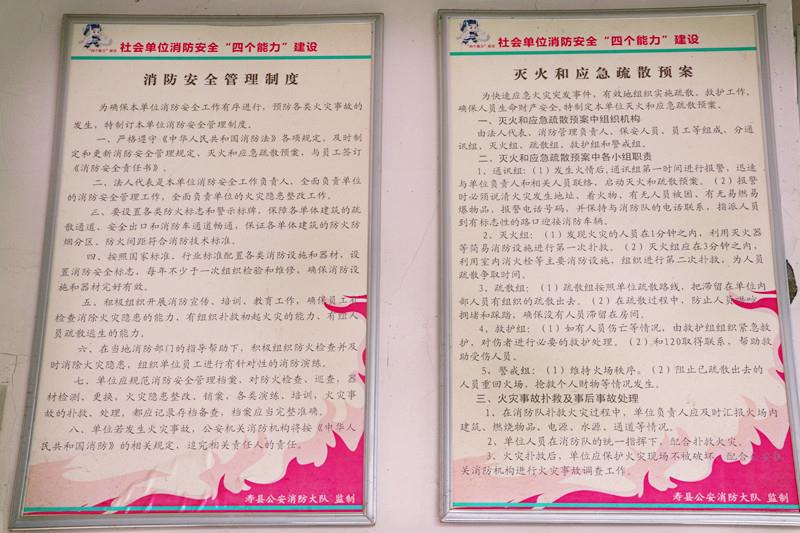 社会单位消防安全“四个能力”建设
消防安全管理制度
为确保本单位消防安全工作有序进行，预防各类火灾事故的
发生，特制订本单位消防安全管理制度。
一、严格遵守《中华人民共和国消防法》各项规定，及时制
定和更新消防安全管理规定、灭火和应急疏散预案，与员工签订
《消防安全责任书》。
二、法人代表是本单位消防安全工作负责人，全面负责单位
的消防安全管理工作，全面负责单位的火灾隐患整改工作。
三、要设置各类防火标志和警示标牌，保障各单体建筑的疏
散通道、安全出口和消防车通道畅通，保证各单体建筑的防火防
烟分区、防火间距符合消防技术标准。
四、按照国家标准、行业标准配置各类消防设施和器材，设
置消防安全标志，每年不少于一次组织检验和维修，确保消防设
施和器材完好有效。
五、积极组织开展消防宣传、培训、教育工作，确保员工有
检查消除火灾隐患的能力、有组织扑救初起火灾的能力、有组人
员疏散逃生的能力。
六、在当地消防部门的指导帮助下，积极组织防火检查并及
时消除火灾隐患，组织单位员工进行有针对性的消防演练。
七、单位应规范消防安全管理档案，对防火检查，巡查，器
材检测、更换，火灾隐患整改、销案，各类演练，培训，火灾事
故的扑救、处理，都应记录存档备查，档案应当完整准确。
八、单位若发生火灾事故，公安机关消防机构将按《中华人
民共和国消防》的相关规定，追究相关责任人的责任。
寿县公安消防大队 监制
社会单位消防安全“四个能力”建设
灭火和应急疏散预案
为快速应急火灾突发事件，有效地组织实施疏散、救护工作，
确保人员生命财产安全，特制定本单位灭火和应急疏散预案。
一、灭火和应急疏散预案中组织机构
由法人代表、消防管理负责人，保安人员、员工等组成，分通
讯组、灭火组、疏散组、救护组和警戒组。
二、灭火和应急疏散预案中各小组职责
1、通讯组：（1）发生火情后，通讯组第一时间进行报警，迅速
与单位负责人和相关人员联络，启动灭火和疏散预案。（2）报警
时必须说清火灾发生地址、着火物、有无人员被困、有无易燃易
爆物品，报警电话号码，并保持与消防队的电话联系，指派人员
到有标志性的路口迎接消防车辆。
2、灭火组：（1）发现火灾的人员在1分钟之内，利用灭火器
等简易消防设施进行第一次扑救。（2）灭火组应在3分钟之内，
利用室内消火栓等主要消防设施，组织进行第二次扑救，为人员
疏散争取时间。
3、疏散组：（1）疏散组按照单位疏散路线，把滞留在单位内
部人员有组织的疏散出去。（2）在疏散过程中，防止人员
拥堵和踩踏，确保没有人员滞留在房间。
4、救护组：（1）如有人员伤亡等情况，由救护组组织紧急救
护，对伤者进行必要的救护处理。（2）和120取得联系，帮助救
助受伤人员。
5、警戒组：（1）维持火场秩序。（2）阻止已疏散出去的
人员重回火场，抢救个人财物等情况发生。
三、火灾事故扑救及事后事故处理
1、在消防队扑救火灾过程中，单位负责人应及时汇报火场内
建筑、燃烧物品、电源、水源、通道等情况。
2、单位人员在消防队的统一指挥下，配合扑救火灾。
3、火灾扑救后，单位应保护火灾现场不被破坏，配合公安机
关消防机构进行火灾事故调查工作。
寿县公安消防大队 监制